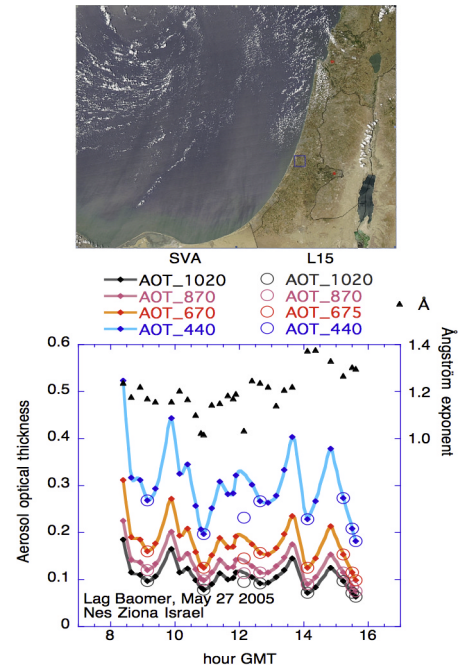 SVA L15
AOT_1020 AOT_1020
AOT_870 AOT_870
AOT_670 AOT_675
AOT_440 AOT_440
Å
0.6
0.5
0.4
0.3
0.2
0.1
0
Aerosol optical thickness
1.4
1.2
1.0
Ångström exponent
Lag Baomer, May 27 2005
Nes Ziona Israel
8 10 12 14 16
hour GMT